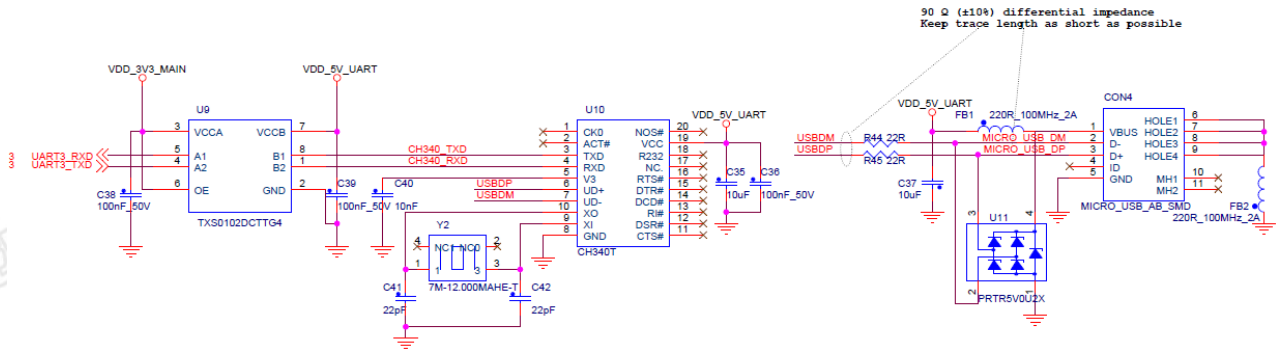 90 Ω (±10%) differential impedance
Keep trace length as short as possible
VDD_3V3_MAIN
VDD_5V_UART
U9
3 VCCA VCCB 7
3 UART3_RXD 5 A1 B1 8 CH340_TXD
3 UART3_TXD 4 A2 B2 1 CH340_RXD
6 OE GND 2
TXS0102DCTTG4
C38
100nF_50V
C39
100nF_50V
C40
10nF
U10
1 CK0 NOS# 20
2 ACT# VCC 19
3 TXD R232 18
4 RXD NC. 17
5 V3 RTS# 16
USBDP 6 UD+ DTR# 15
USBDM 7 UD- DCD# 14
10 XO RI# 13
9 XI DSR# 12
8 GND CTS# 11
CH340T
VDD_5V_UART
C35
10uF
C36
100nF_50V
Y2
4 NC1 NC0 2
1 1 3 3
7M-12.000MAHE-T
C41
22pF
C42
22pF
VDD_5V_UART
FB1
220R_100MHz_2A
USBDM R44 22R MICRO_USB_DM
USBDP R45 22R MICRO_USB_DP
C37
10uF
CON4
1 VBUS
2 D-
3 D+
4 ID
5 GND
HOLE1 6
HOLE2 7
HOLE3 8
HOLE4 9
MH1 10
MH2 11
MICRO_USB_AB_SMD
FB2
220R_100MHz_2A
U11
3 4
2 1
PRTR5V0U2X